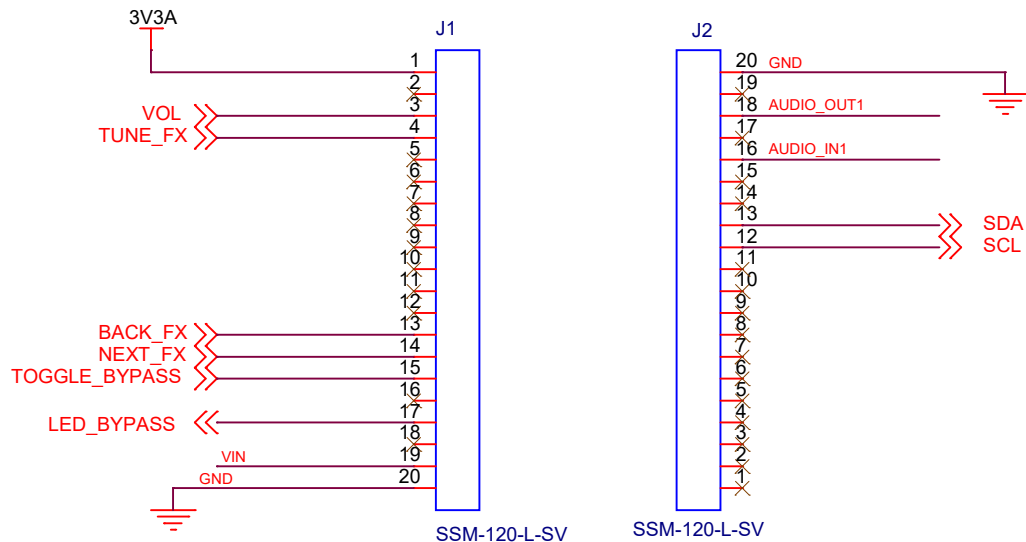 3V3A
J1
1
2
3
VOL
4
TUNE_FX
5
6
7
8
9
10
11
12
13
BACK_FX
14
NEXT_FX
15
TOGGLE_BYPASS
16
17
LED_BYPASS
18
19
VIN
20
GND
SSM-120-L-SV
J2
20 GND
19
18 AUDIO_OUT1
17
16 AUDIO_IN1
15
14
13
SDA
12
SCL
11
10
9
8
7
6
5
4
3
2
1
SSM-120-L-SV